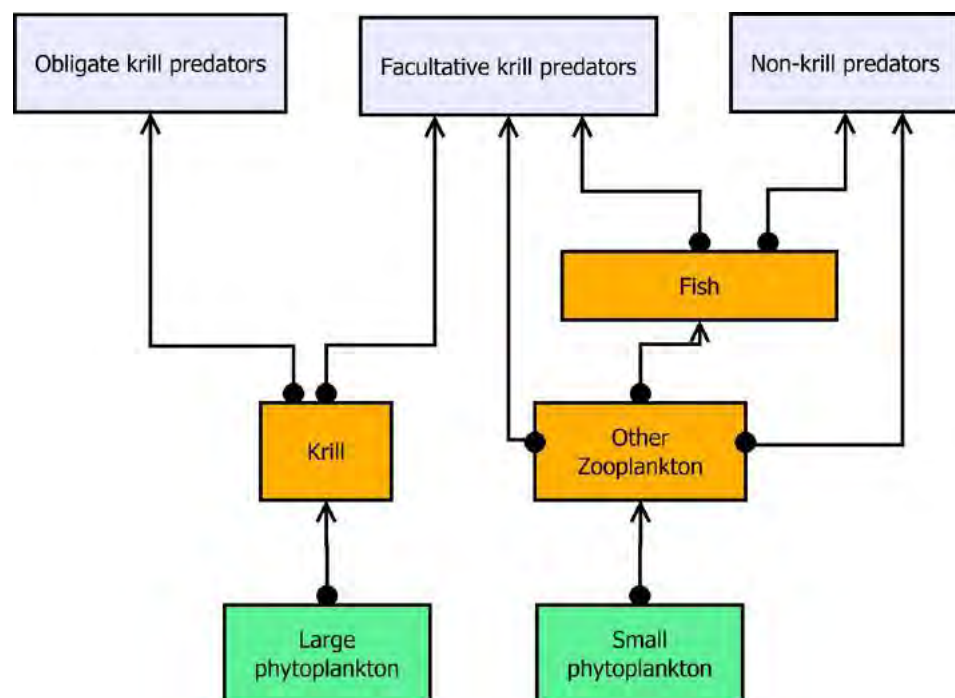 Obligate krill predators
Facultative krill predators
Non-krill predators
Fish
Krill
Other
Zooplankton
Large
phytoplankton
Small
phytoplankton